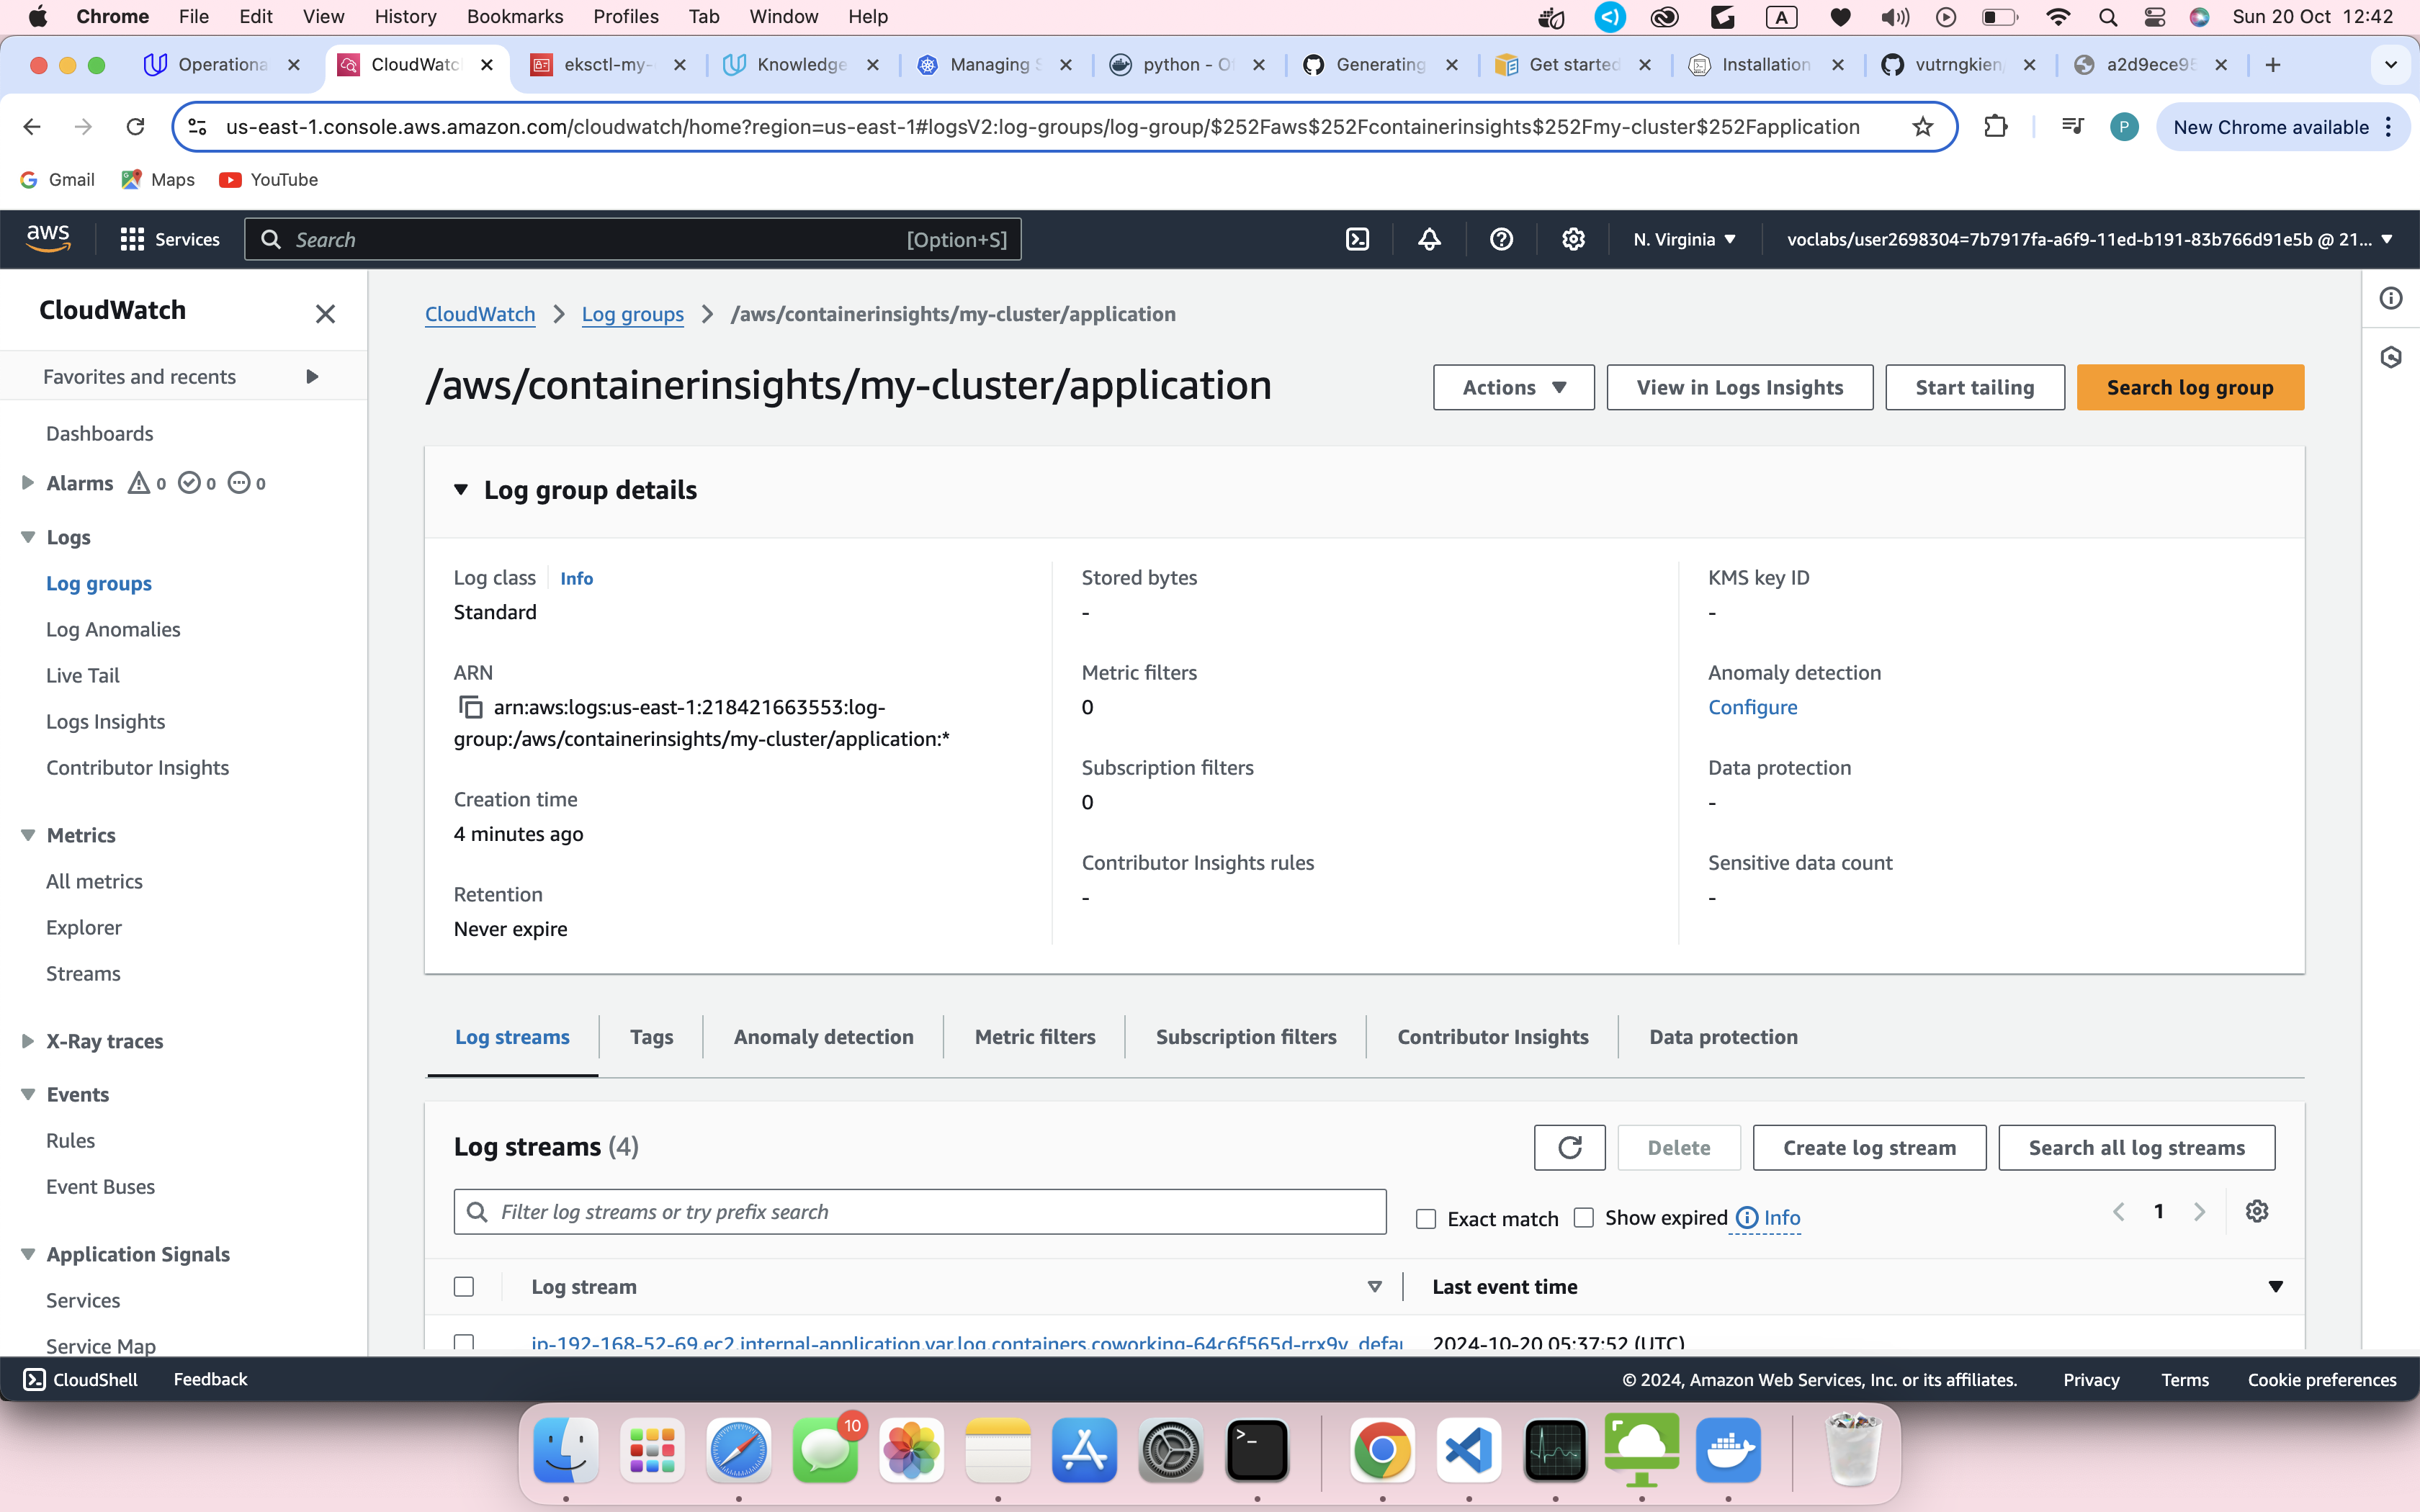 Chrome File Edit View History Bookmarks Profiles Tab Window Help A Sun 20 Oct 12:42
Operationa CloudWatc eksctl-my- Knowledge Managing S python - O Generating Get started Installation vutrngkien/ a2d9ece95
us-east-1.console.aws.amazon.com/cloudwatch/home?region=us-east-1#logsV2:log-groups/log-group/$252Faws$252Fcontainerinsights$252Fmy-cluster$252Fapplication P New Chrome available
Gmail Maps YouTube
aws Services Search [Option+S] N. Virginia voclabs/user2698304=7b7917fa-a6f9-11ed-b191-83b766d91e5b @ 21...
CloudWatch
Favorites and recents
Dashboards
Alarms 0 0 0
Logs
Log groups
Log Anomalies
Live Tail
Logs Insights
Contributor Insights
Metrics
All metrics
Explorer
Streams
X-Ray traces
Events
Rules
Event Buses
Application Signals
Services
Service Map
CloudWatch Log groups /aws/containerinsights/my-cluster/application
/aws/containerinsights/my-cluster/application
Actions View in Logs Insights Start tailing Search log group
Log group details
Log class Info
Standard
ARN
arn:aws:logs:us-east-1:218421663553:log-
group:/aws/containerinsights/my-cluster/application:*
Creation time
4 minutes ago
Retention
Never expire
Stored bytes
-
Metric filters
0
Subscription filters
0
Contributor Insights rules
-
KMS key ID
-
Anomaly detection
Configure
Data protection
-
Sensitive data count
-
Log streams Tags Anomaly detection Metric filters Subscription filters Contributor Insights Data protection
Log streams (4) Delete Create log stream Search all log streams
Filter log streams or try prefix search Exact match Show expired Info 1
Log stream Last event time
ip-192-168-52-69.ec2.internal-application.var.log.containers.coworking-64c6f565d-rrx9v_defau 2024-10-20 05:37:52 (UTC)
CloudShell Feedback © 2024, Amazon Web Services, Inc. or its affiliates. Privacy Terms Cookie preferences
10